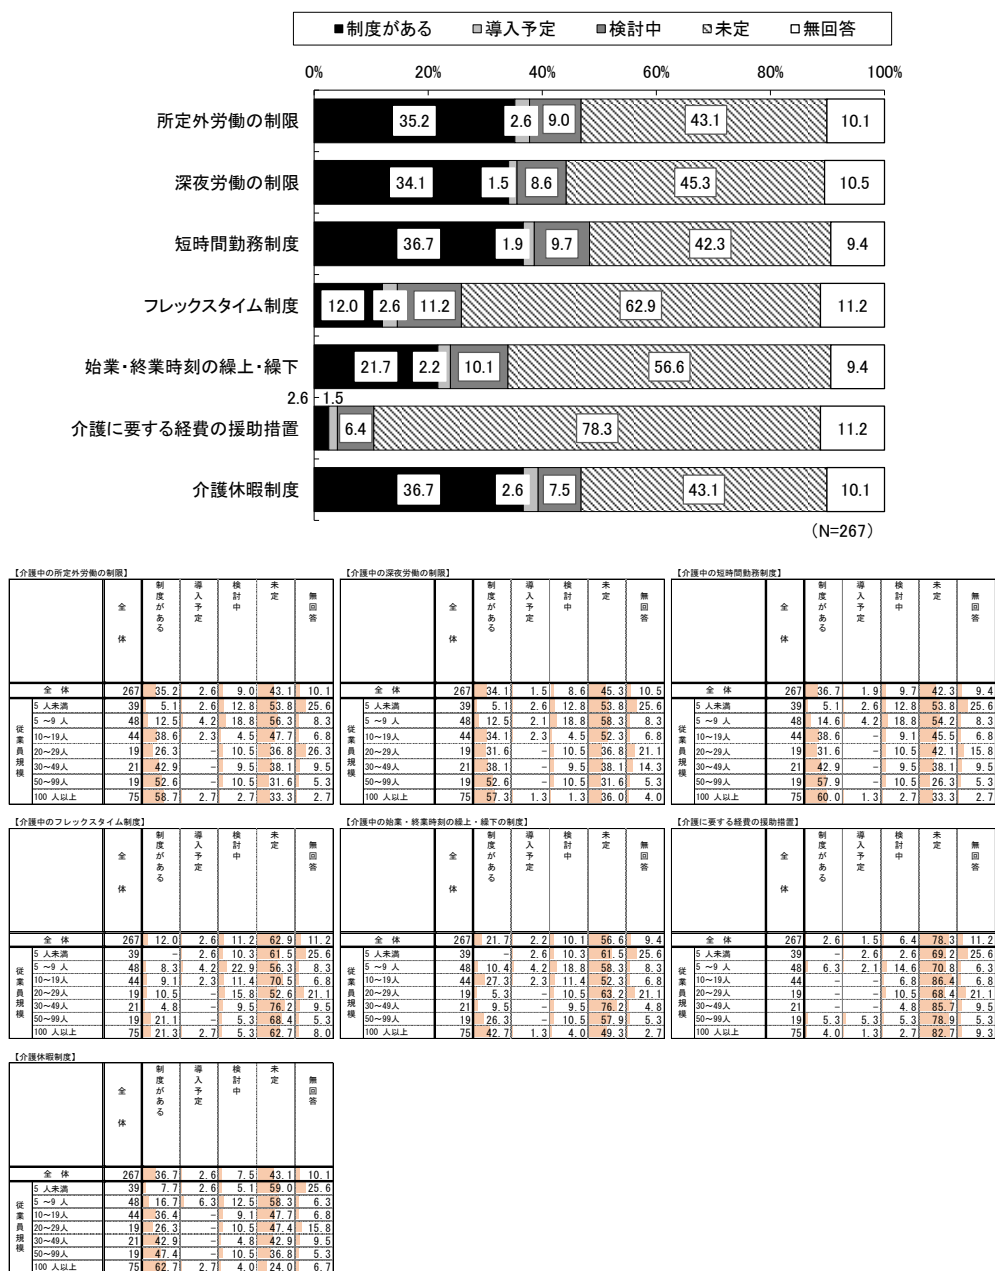 ■制度がある ■導入予定 ■検討中 ▧未定 □無回答
0% 20% 40% 60% 80% 100%
所定外労働の制限 35.2 2.6 9.0 43.1 10.1
深夜労働の制限 34.1 1.5 8.6 45.3 10.5
短時間勤務制度 36.7 1.9 9.7 42.3 9.4
フレックスタイム制度 12.0 2.6 11.2 62.9 11.2
始業・終業時刻の繰上・繰下 21.7 2.2 10.1 56.6 9.4
介護に要する経費の援助措置 2.6 1.5 6.4 78.3 11.2
介護休暇制度 36.7 2.6 7.5 43.1 10.1
(N=267)
【介護中の所定外労働の制限】
全体 制度がある 導入予定 検討中 未定 無回答
全 体 267 35.2 2.6 9.0 43.1 10.1
従業員規模
5 人未満 39 5.1 2.6 12.8 53.8 25.6
5 ～9 人 48 12.5 4.2 18.8 56.3 8.3
10～19人 44 38.6 2.3 11.4 47.7 6.8
20～29人 19 26.3 - 10.5 36.8 26.3
30～49人 21 42.9 - 9.5 38.1 9.5
50～99人 19 52.6 - 10.5 31.6 5.3
100 人以上 75 58.7 2.7 2.7 33.3 2.7
【介護中の深夜労働の制限】
全体 制度がある 導入予定 検討中 未定 無回答
全 体 267 34.1 1.5 8.6 45.3 10.5
従業員規模
5 人未満 39 5.1 2.6 12.8 53.8 25.6
5 ～9 人 48 12.5 2.1 18.8 58.3 8.3
10～19人 44 34.1 2.3 4.5 52.3 6.8
20～29人 19 31.6 - 10.5 36.8 21.1
30～49人 21 38.1 - 9.5 38.1 14.3
50～99人 19 52.6 - 10.5 31.6 5.3
100 人以上 75 57.3 1.3 1.3 36.0 4.0
【介護中の短時間勤務制度】
全体 制度がある 導入予定 検討中 未定 無回答
全 体 267 36.7 1.9 9.7 42.3 9.4
従業員規模
5 人未満 39 5.1 2.6 12.8 53.8 25.6
5 ～9 人 48 14.6 4.2 18.8 54.2 8.3
10～19人 44 38.6 - 9.1 45.5 6.8
20～29人 19 31.6 - 10.5 42.1 15.8
30～49人 21 42.9 - 9.5 38.1 9.5
50～99人 19 57.9 - 10.5 26.3 5.3
100 人以上 75 60.0 1.3 2.7 33.3 2.7
【介護中のフレックスタイム制度】
全体 制度がある 導入予定 検討中 未定 無回答
全 体 267 12.0 2.6 11.2 62.9 11.2
従業員規模
5 人未満 39 - 2.6 10.3 61.5 25.6
5 ～9 人 48 8.3 4.2 22.9 56.3 8.3
10～19人 44 9.1 2.3 11.4 70.5 6.8
20～29人 19 10.5 - 15.8 52.6 21.1
30～49人 21 4.8 - 9.5 76.2 9.5
50～99人 19 21.1 - 5.3 68.4 5.3
100 人以上 75 21.3 2.7 5.3 62.7 8.0
【介護中の始業・終業時刻の繰上・繰下の制度】
全体 制度がある 導入予定 検討中 未定 無回答
全 体 267 21.7 2.2 10.1 56.6 9.4
従業員規模
5 人未満 39 - 2.6 10.3 61.5 25.6
5 ～9 人 48 10.4 4.2 18.8 58.3 8.3
10～19人 44 27.3 2.3 11.4 52.3 6.8
20～29人 19 5.3 - 10.5 63.2 21.1
30～49人 21 9.5 - 9.5 76.2 4.8
50～99人 19 26.3 - 10.5 57.9 5.3
100 人以上 75 42.7 1.3 4.0 49.3 2.7
【介護に要する経費の援助措置】
全体 制度がある 導入予定 検討中 未定 無回答
全 体 267 2.6 1.5 6.4 78.3 11.2
従業員規模
5 人未満 39 - 2.6 2.6 69.2 25.6
5 ～9 人 48 6.3 2.1 14.6 70.8 6.3
10～19人 44 - - 6.8 86.4 6.8
20～29人 19 - - 10.5 68.4 21.1
30～49人 21 - - 4.8 85.7 9.5
50～99人 19 5.3 5.3 5.3 78.9 5.3
100 人以上 75 4.0 1.3 2.7 82.7 9.3
【介護休暇制度】
全体 制度がある 導入予定 検討中 未定 無回答
全 体 267 36.7 2.6 7.5 43.1 10.1
従業員規模
5 人未満 39 7.7 2.6 5.1 59.0 25.6
5 ～9 人 48 16.7 6.3 12.5 58.3 6.3
10～19人 44 36.4 - 9.1 47.7 6.8
20～29人 19 26.3 - 10.5 47.4 15.8
30～49人 21 42.9 - 4.8 42.9 9.5
50～99人 19 47.4 - 10.5 36.8 5.3
100 人以上 75 62.7 2.7 4.0 24.0 6.7